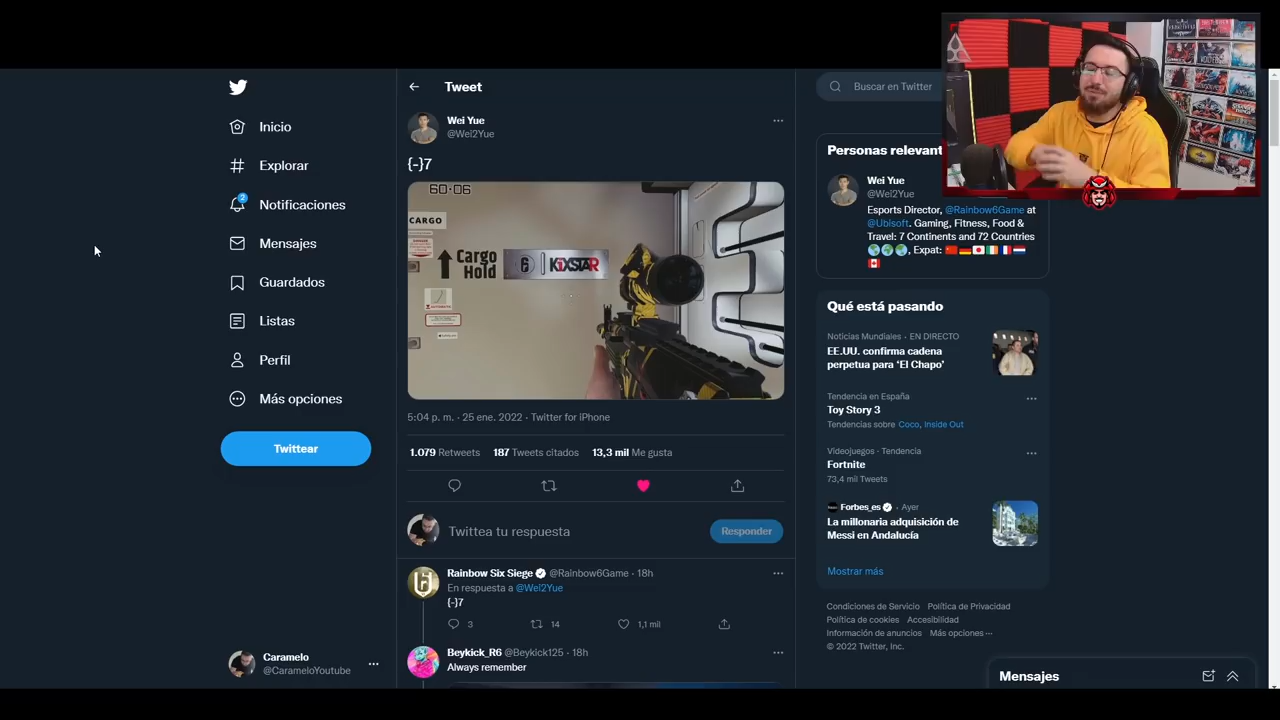 Inicio
Explorar
2
Notificaciones
Mensajes
Guardados
Listas
Perfil
Más opciones
Twittear
Caramelo
@CarameloYoutube
Tweet
Wei Yue
@Wei2Yue
{-}7
60·06
CARGO
Cargo
Hold
6 | KiXSTAR
5:04 p. m. · 25 ene. 2022 · Twitter for iPhone
1.079 Retweets 187 Tweets citados 13,3 mil Me gusta
Twittea tu respuesta
Responder
Rainbow Six Siege @Rainbow6Game · 18h
En respuesta a @Wei2Yue
{-}7
3 14 1,1 mil
Beykick_R6 @Beykick125 · 18h
Always remember
Buscar en Twitter
Personas relevan
Wei Yue
@Wei2Yue
Esports Director, @Rainbow6Game at
@Ubisoft. Gaming, Fitness, Food &
Travel: 7 Continents and 72 Countries
🌎🌏🌍, Expat: 🇨🇳🇩🇪🇯🇵🇮🇪🇫🇷🇳🇱
🇨🇦
Qué está pasando
Noticias Mundiales · EN DIRECTO
EE.UU. confirma cadena
perpetua para ‘El Chapo’
Tendencia en España
Toy Story 3
Tendencias sobre Coco, Inside Out
Videojuegos · Tendencia
Fortnite
73,4 mil Tweets
Forbes_es · Ayer
La millonaria adquisición de
Messi en Andalucía
Mostrar más
Condiciones de Servicio Política de Privacidad
Política de cookies Accesibilidad
Información de anuncios Más opciones ···
© 2022 Twitter, Inc.
Mensajes